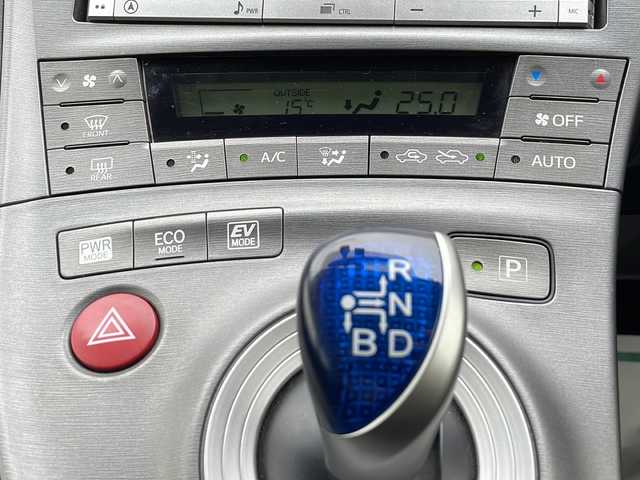 A PWR CTRL − + MIC
OUTSIDE
15℃ 25.0
FRONT OFF
REAR A/C AUTO
PWR MODE ECO MODE EV MODE P
R
N
B D